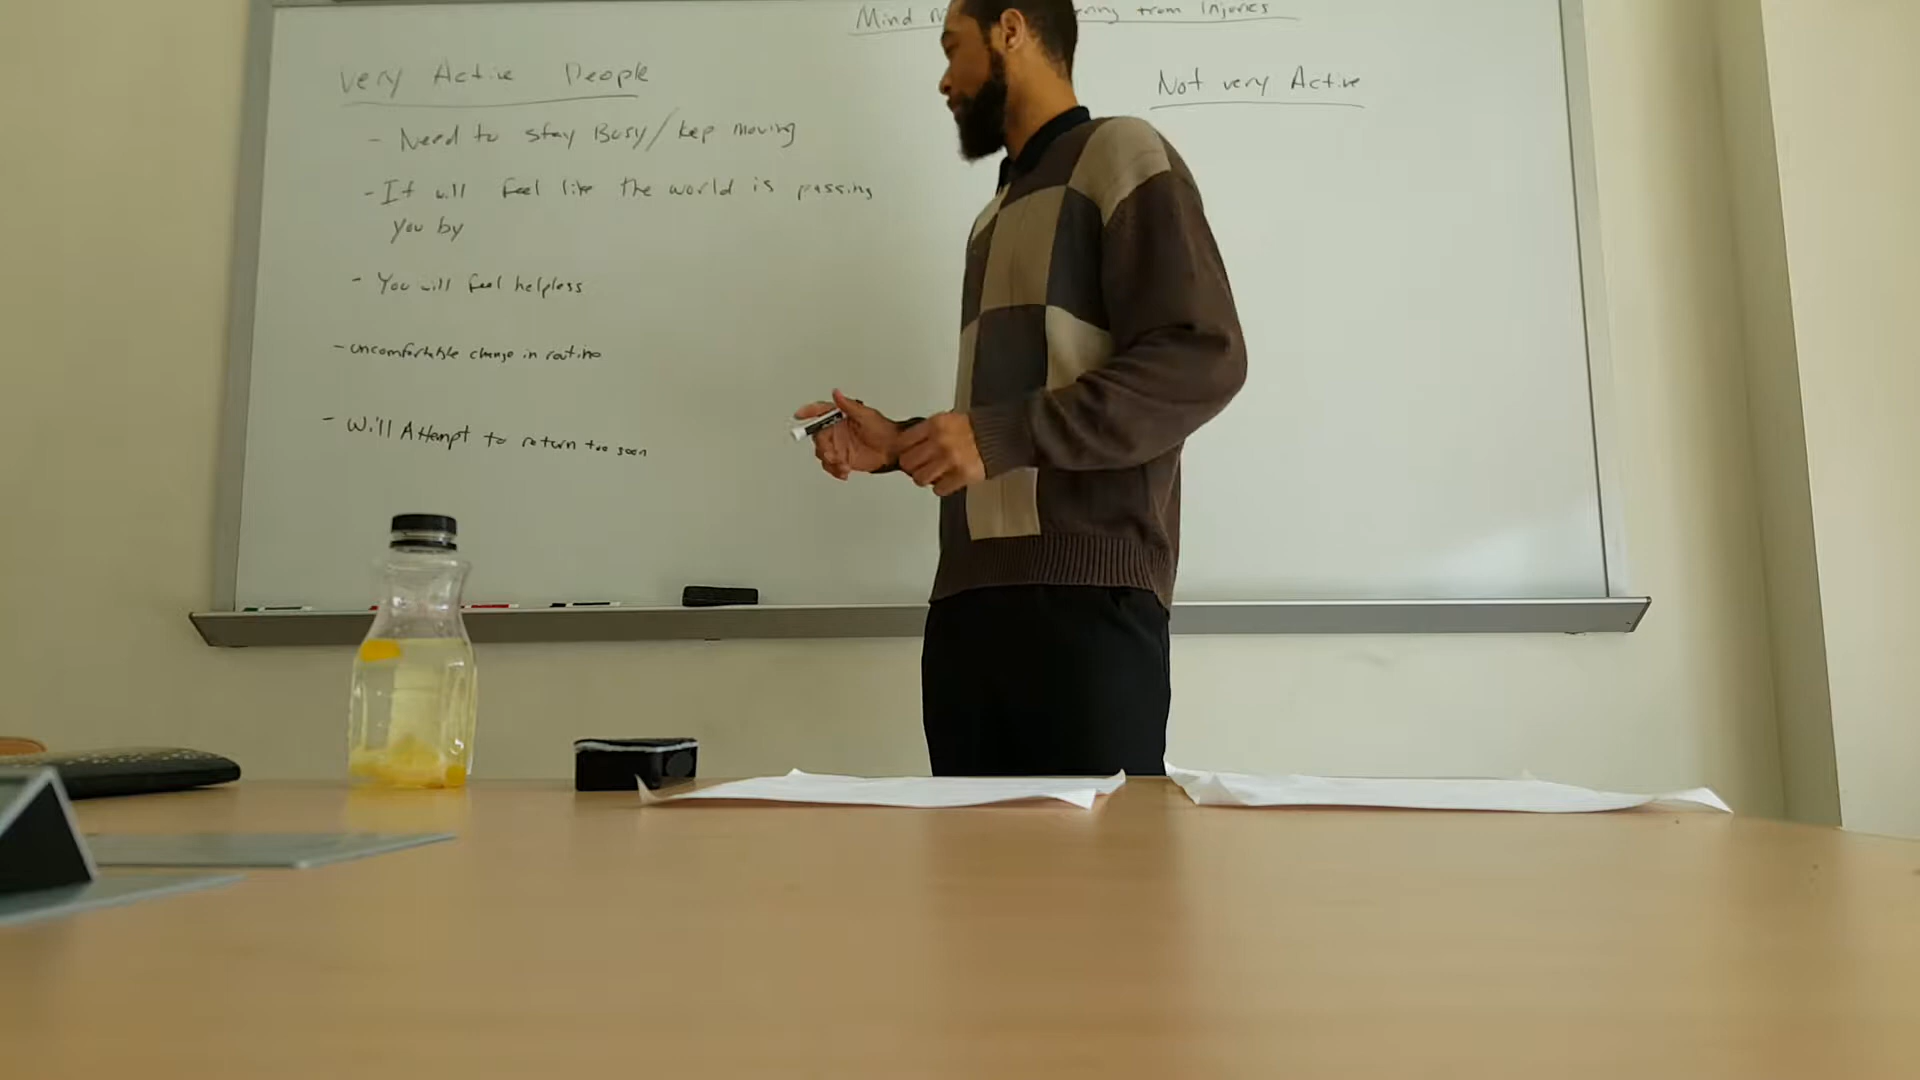 Mind M
from Injories
Very Active People
Not very Active
- Need to stay Busy/kep moving
- It will feel like the world is passing
you by
- You will feel helpless
- uncomfortable change in routine
- Will Attempt to return too soon